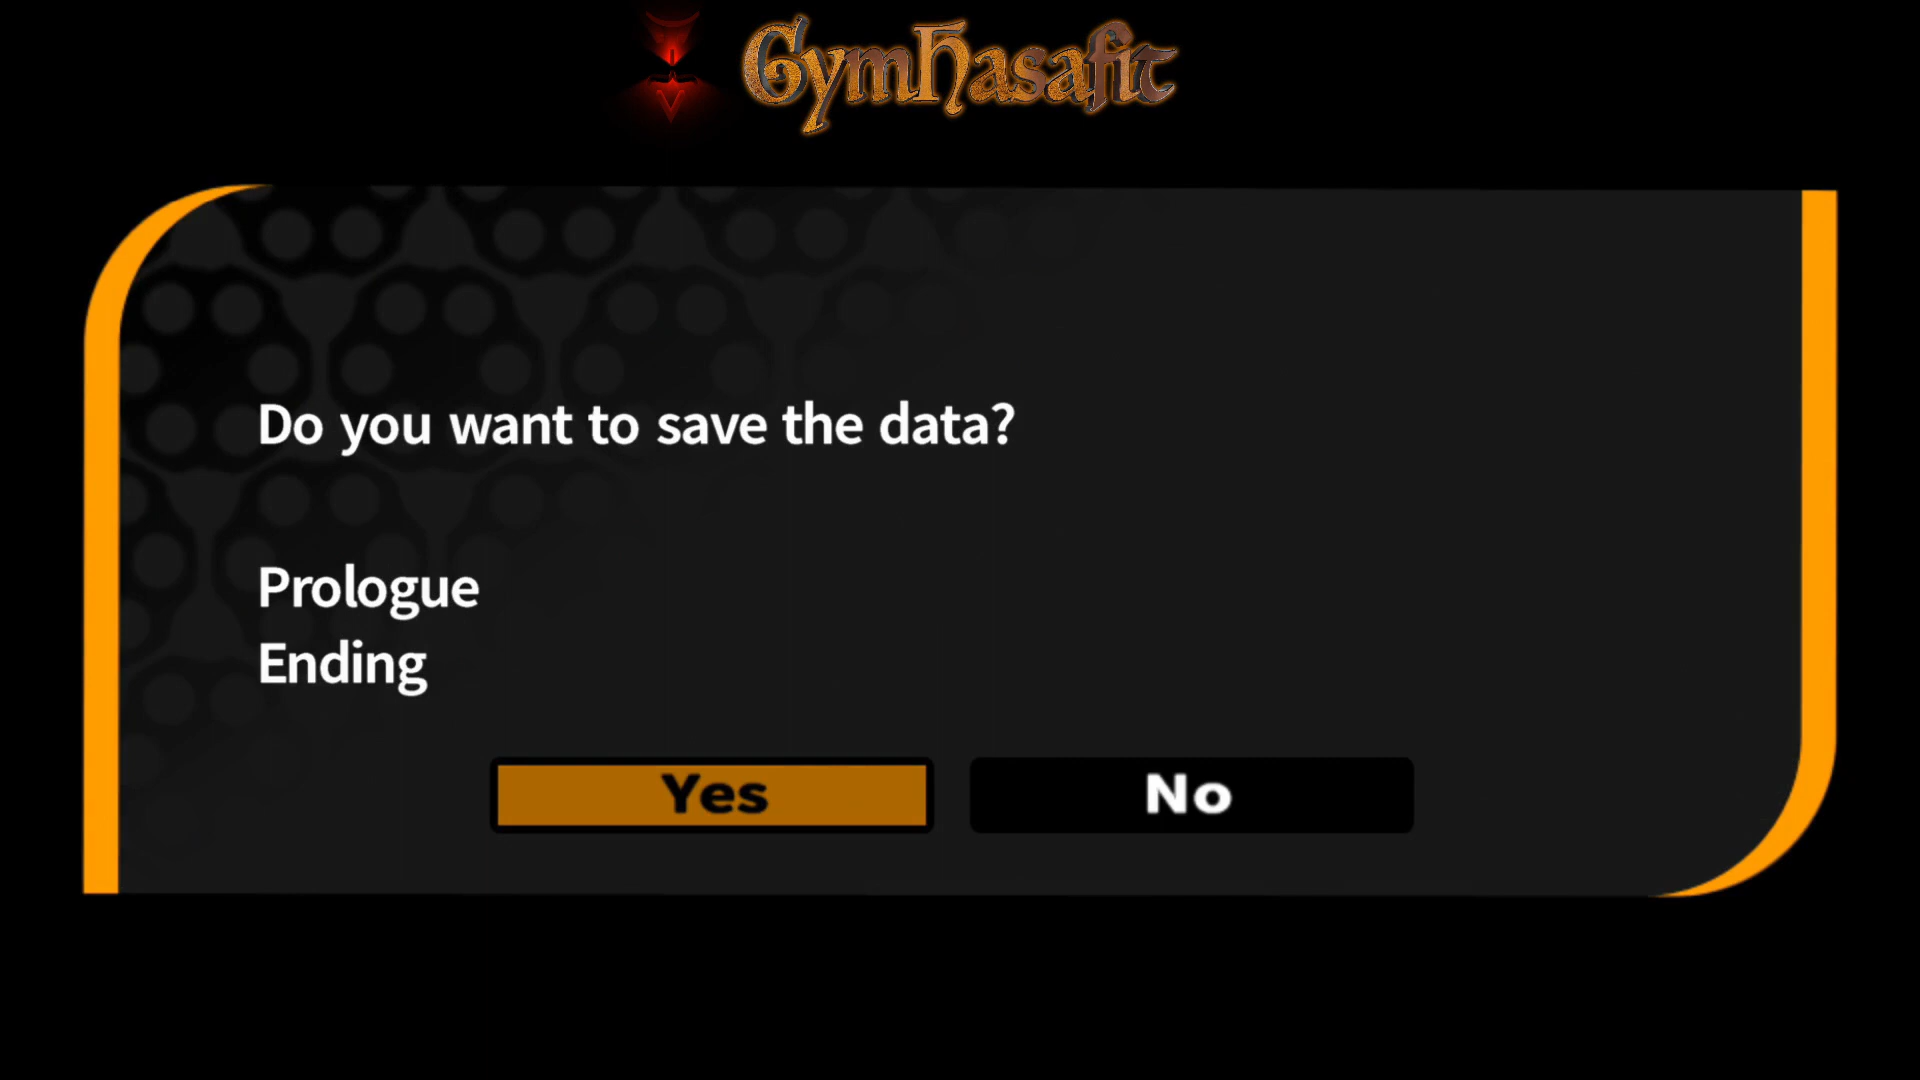 GymHasafit
Do you want to save the data?
Prologue
Ending
Yes
No